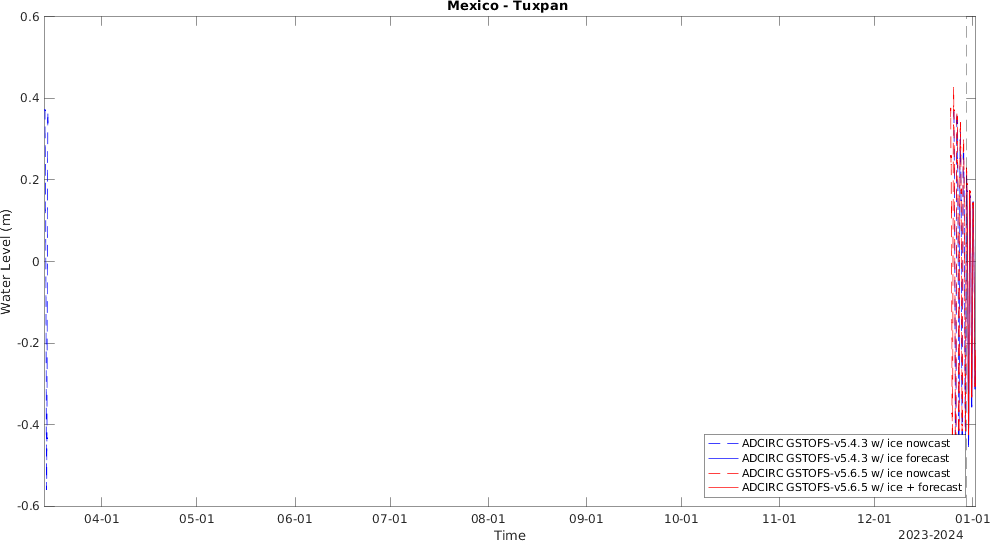 Mexico - Tuxpan
0.6
0.4
0.2
0
-0.2
-0.4
-0.6
Water Level (m)
ADCIRC GSTOFS-v5.4.3 w/ ice nowcast
ADCIRC GSTOFS-v5.4.3 w/ ice forecast
ADCIRC GSTOFS-v5.6.5 w/ ice nowcast
ADCIRC GSTOFS-v5.6.5 w/ ice + forecast
04-01 05-01 06-01 07-01 08-01 09-01 10-01 11-01 12-01 01-01
Time
2023-2024